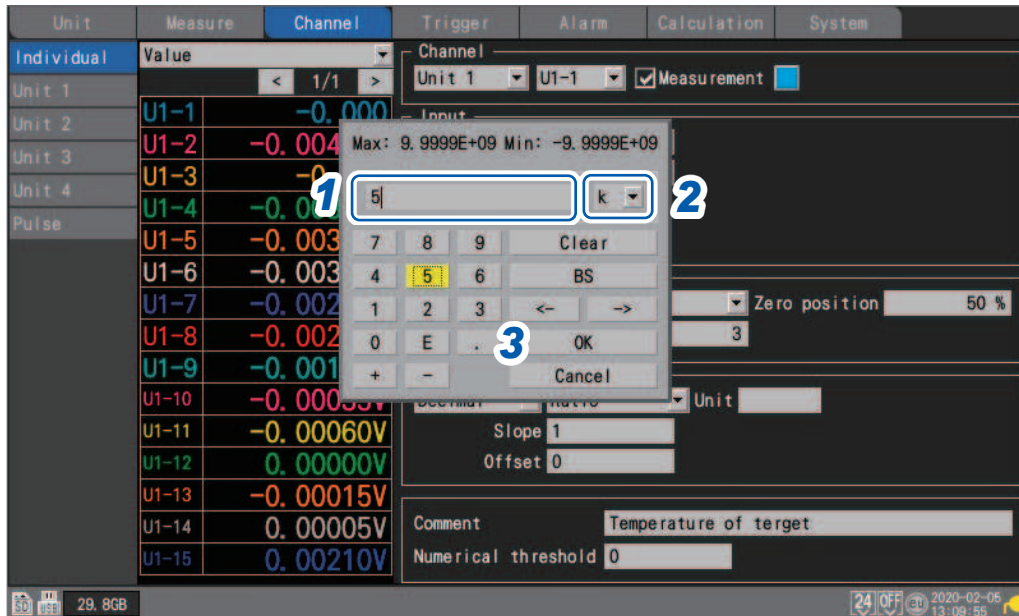 Unit Measure Channel Trigger Alarm Calculation System
Individual
Unit 1
Unit 2
Unit 3
Unit 4
Pulse
Value
< 1/1 >
U1-1 -0.000
U1-2 -0.004
U1-3
U1-4
U1-5 -0.003
U1-6 -0.003
U1-7 -0.002
U1-8 -0.002
U1-9 -0.001
U1-10
U1-11 -0.00060V
U1-12 0.00000V
U1-13 -0.00015V
U1-14 0.00005V
U1-15 0.00210V
Channel
Unit 1 U1-1 Measurement
Input
Max: 9.9999E+09 Min: -9.9999E+09
1 5 k 2
7 8 9 Clear
4 5 6 BS
1 2 3 <- ->
0 E . 3 OK
+ - Cancel
Zero position 50 %
3
Decimal Ratio Unit
Slope 1
Offset 0
Comment Temperature of terget
Numerical threshold 0
SD USB 29.8GB
24 OFF eu 2020-02-05
13:09:55